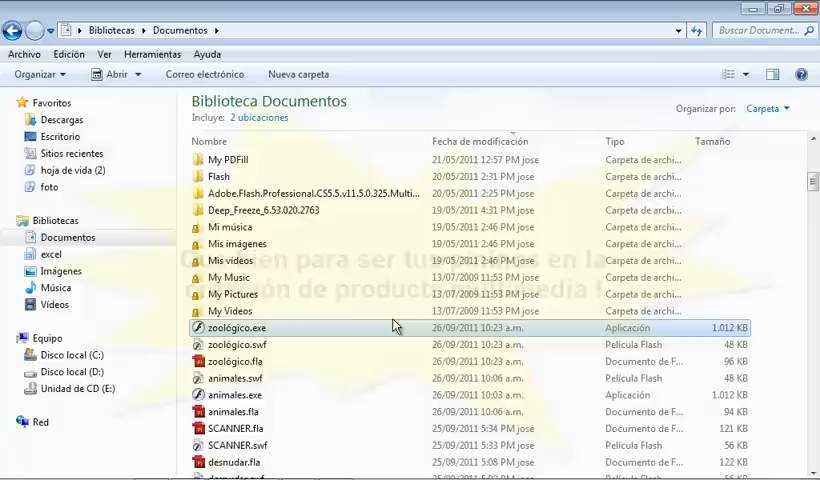 Bibliotecas Documentos
Buscar Document...
Archivo Edición Ver Herramientas Ayuda
Organizar Abrir Correo electrónico Nueva carpeta
Favoritos
Descargas
Escritorio
Sitios recientes
hoja de vida (2)
foto
Bibliotecas
Documentos
excel
Imágenes
Música
Vídeos
Equipo
Disco local (C:)
Disco local (D:)
Unidad de CD (E:)
Red
Biblioteca Documentos
Incluye: 2 ubicaciones
Organizar por: Carpeta
Nombre Fecha de modificación Tipo Tamaño
My PDFill 21/05/2011 12:57 PM jose Carpeta de archi...
Flash 20/05/2011 2:31 PM jose Carpeta de archi...
Adobe.Flash.Professional.CS5.5.v11.5.0.325.Multi... 20/05/2011 2:25 PM jose Carpeta de archi...
Deep_Freeze_6.53.020.2763 19/05/2011 4:31 PM jose Carpeta de archi...
Mi música 19/05/2011 2:46 PM jose Carpeta de archi...
Mis imágenes 19/05/2011 2:46 PM jose Carpeta de archi...
Mis vídeos 19/05/2011 2:46 PM jose Carpeta de archi...
My Music 13/07/2009 11:53 PM jose Carpeta de archi...
My Pictures 13/07/2009 11:53 PM jose Carpeta de archi...
My Videos 13/07/2009 11:53 PM jose Carpeta de archi...
zoológico.exe 26/09/2011 10:23 a.m. Aplicación 1.012 KB
zoológico.swf 26/09/2011 10:23 a.m. Película Flash 48 KB
zoológico.fla 26/09/2011 10:23 a.m. Documento de F... 96 KB
animales.swf 26/09/2011 10:06 a.m. Película Flash 48 KB
animales.exe 26/09/2011 10:03 a.m. Aplicación 1.012 KB
animales.fla 26/09/2011 10:06 a.m. Documento de F... 94 KB
SCANNER.fla 25/09/2011 5:34 PM jose Documento de F... 121 KB
SCANNER.swf 25/09/2011 5:33 PM jose Película Flash 56 KB
desnudar.fla 25/09/2011 5:08 PM jose Documento de F... 122 KB